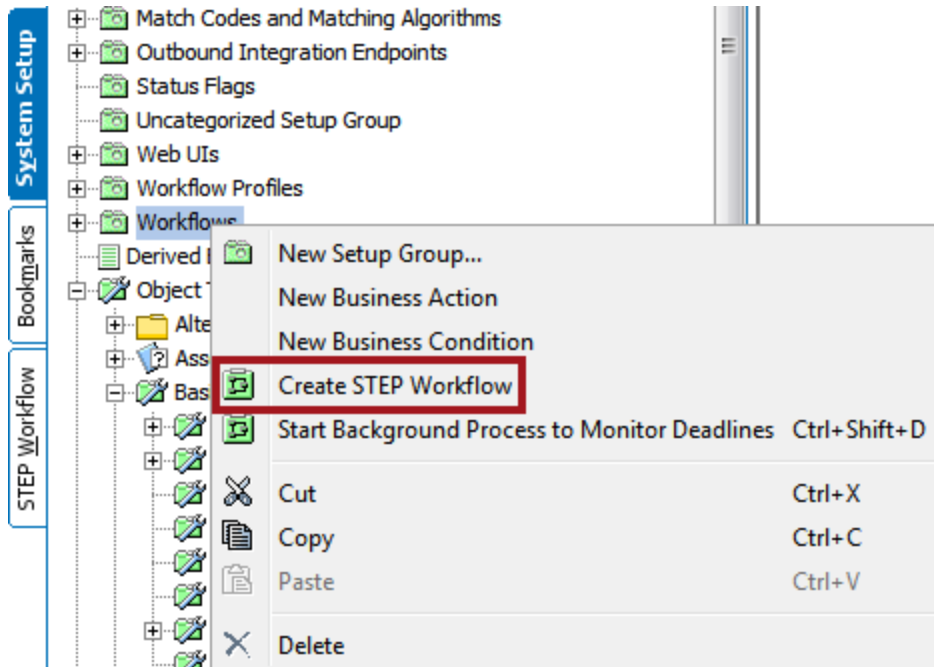 System Setup
Bookmarks
STEP Workflow
Match Codes and Matching Algorithms
Outbound Integration Endpoints
Status Flags
Uncategorized Setup Group
Web UIs
Workflow Profiles
Workflows
Derived
Object
Alte
Ass
Bas
New Setup Group...
New Business Action
New Business Condition
Create STEP Workflow
Start Background Process to Monitor Deadlines Ctrl+Shift+D
Cut Ctrl+X
Copy Ctrl+C
Paste Ctrl+V
Delete